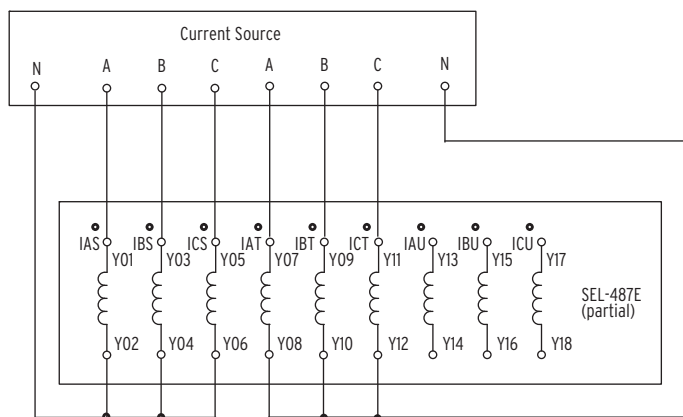 Current Source
N A B C A B C N
IAS IBS ICS IAT IBT ICT IAU IBU ICU
Y01 Y03 Y05 Y07 Y09 Y11 Y13 Y15 Y17
SEL-487E
(partial)
Y02 Y04 Y06 Y08 Y10 Y12 Y14 Y16 Y18